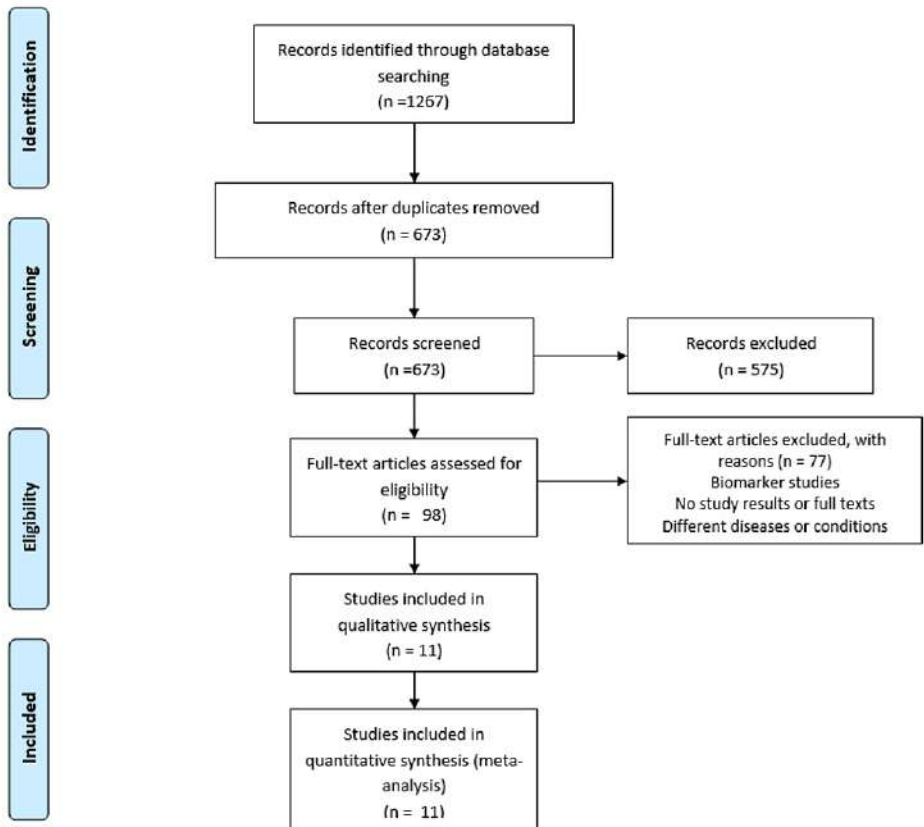 Identification
Records identified through database
searching
(n =1267)
Records after duplicates removed
(n = 673)
Screening
Records screened
(n =673)
Records excluded
(n = 575)
Eligibility
Full-text articles assessed for
eligibility
(n = 98)
Full-text articles excluded, with
reasons (n = 77)
Biomarker studies
No study results or full texts
Different diseases or conditions
Studies included in
qualitative synthesis
(n = 11)
Included
Studies included in
quantitative synthesis (meta-
analysis)
(n = 11)